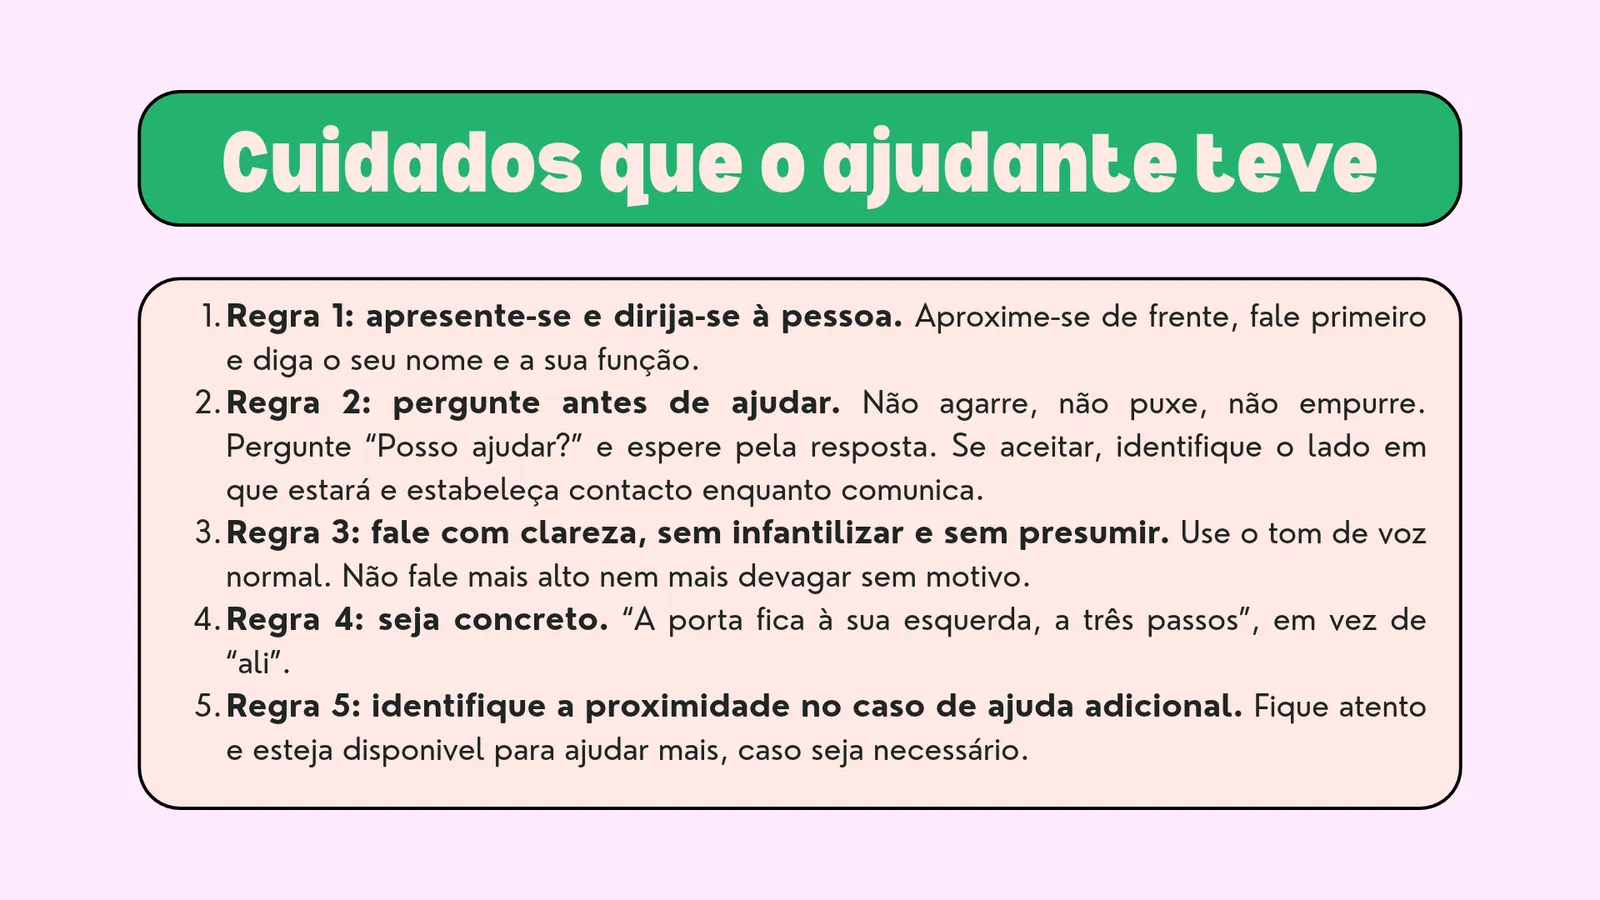 Cuidados que o ajudante teve
1. Regra 1: apresente-se e dirija-se à pessoa. Aproxime-se de frente, fale primeiro
e diga o seu nome e a sua função.
2. Regra 2: pergunte antes de ajudar. Não agarre, não puxe, não empurre.
Pergunte “Posso ajudar?” e espere pela resposta. Se aceitar, identifique o lado em
que estará e estabeleça contacto enquanto comunica.
3. Regra 3: fale com clareza, sem infantilizar e sem presumir. Use o tom de voz
normal. Não fale mais alto nem mais devagar sem motivo.
4. Regra 4: seja concreto. “A porta fica à sua esquerda, a três passos”, em vez de
“ali”.
5. Regra 5: identifique a proximidade no caso de ajuda adicional. Fique atento
e esteja disponivel para ajudar mais, caso seja necessário.